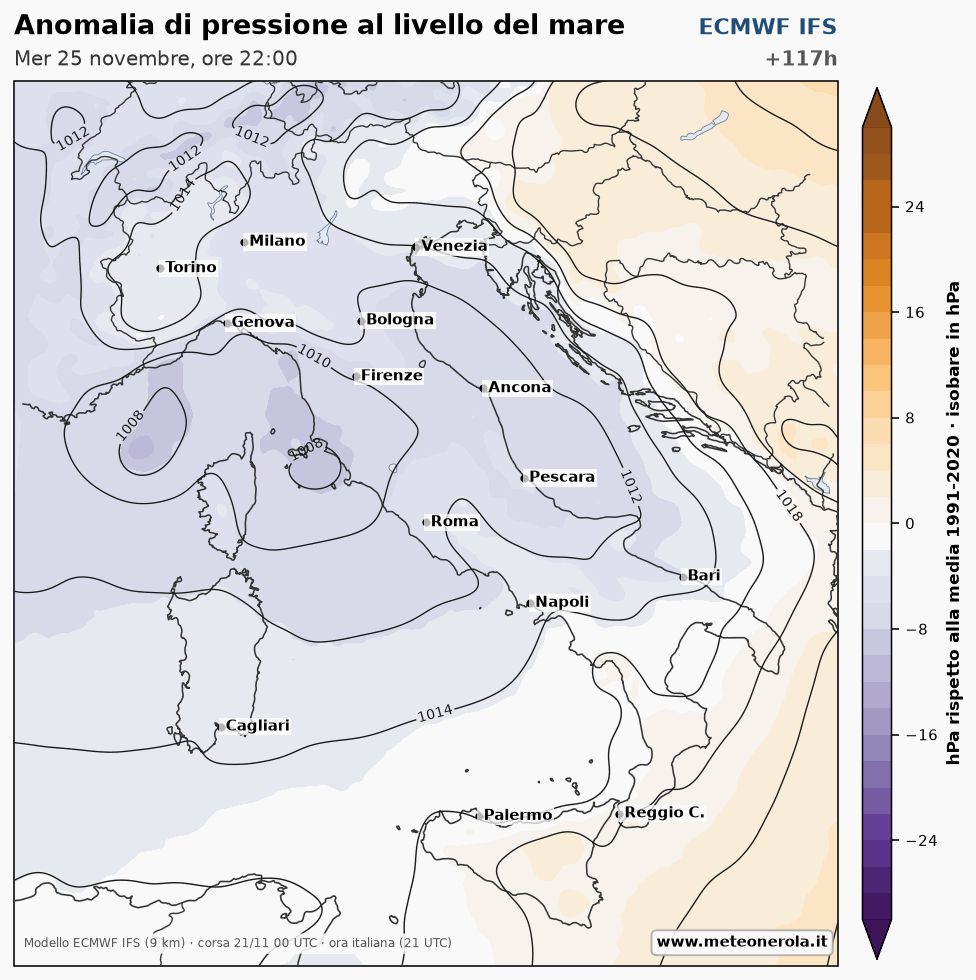 Anomalia di pressione al livello del mare
ECMWF IFS
Mer 25 novembre, ore 22:00
+117h
1012
1012
1012
1014
Milano
Venezia
Torino
Genova
Bologna
1010
Firenze
Ancona
1008
1008
Pescara
1012
1018
Roma
Bari
Napoli
1014
Cagliari
Palermo
Reggio C.
Modello ECMWF IFS (9 km) · corsa 21/11 00 UTC · ora italiana (21 UTC)
www.meteonerola.it
24
16
8
0
−8
−16
−24
hPa rispetto alla media 1991-2020 · isobare in hPa